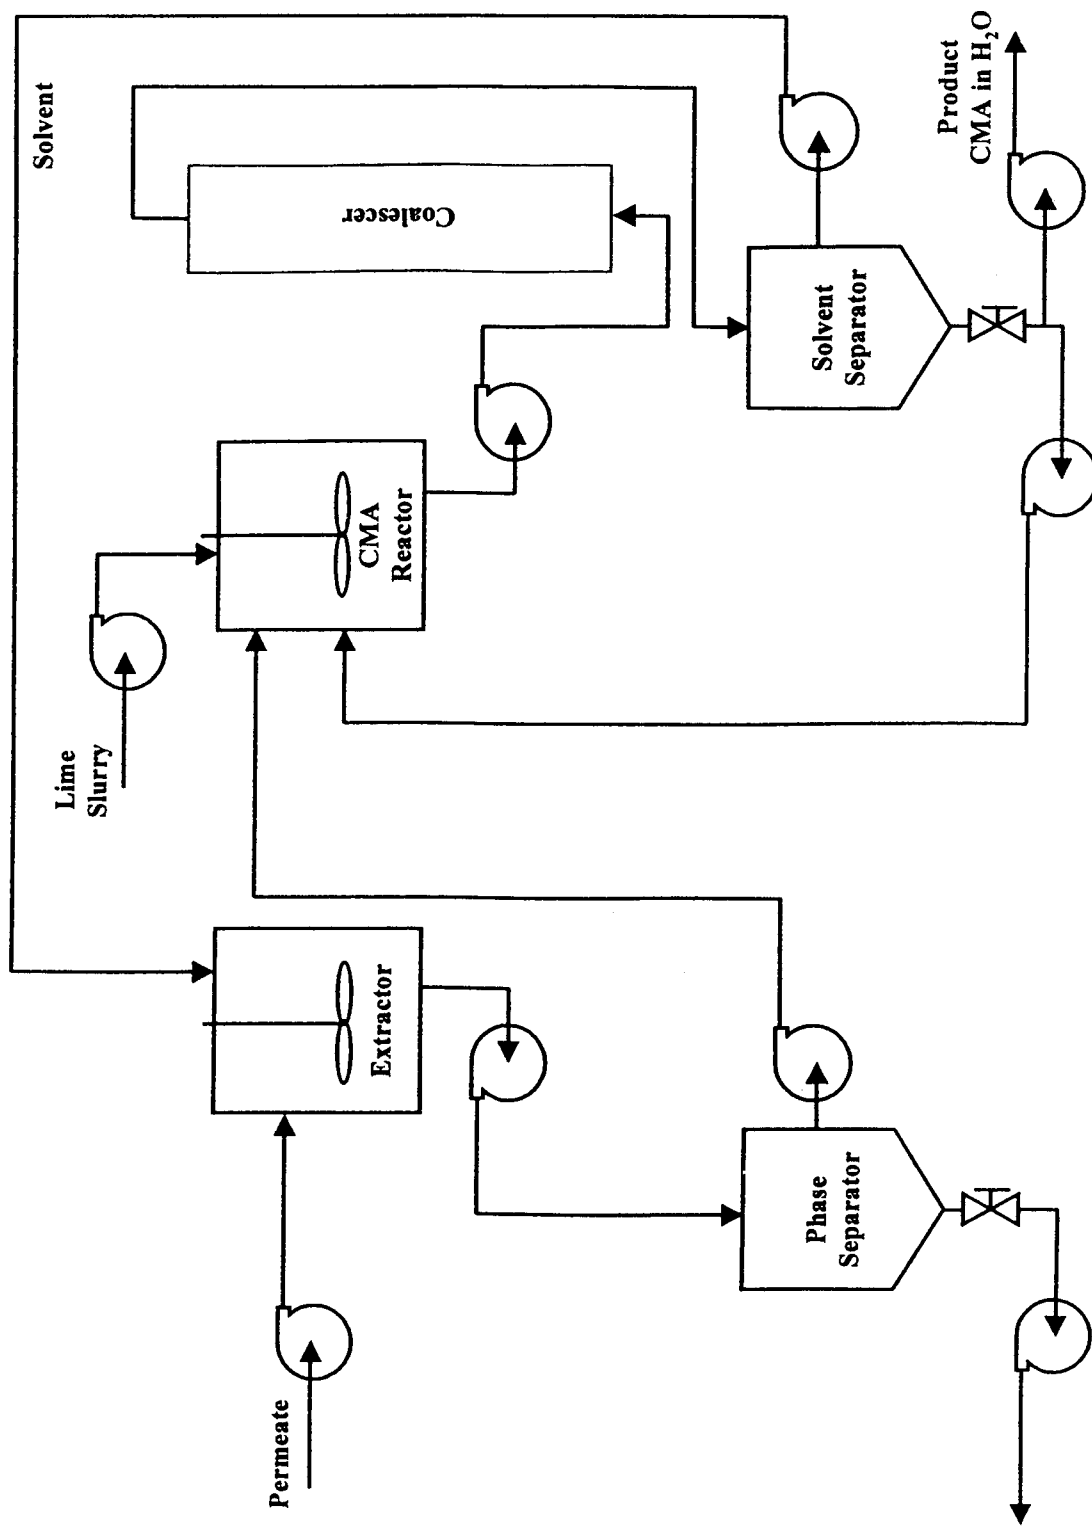 Solvent
Coalescer
Product
CMA in H₂O
Solvent
Separator
CMA
Reactor
Lime
Slurry
Extractor
Phase
Separator
Permeate